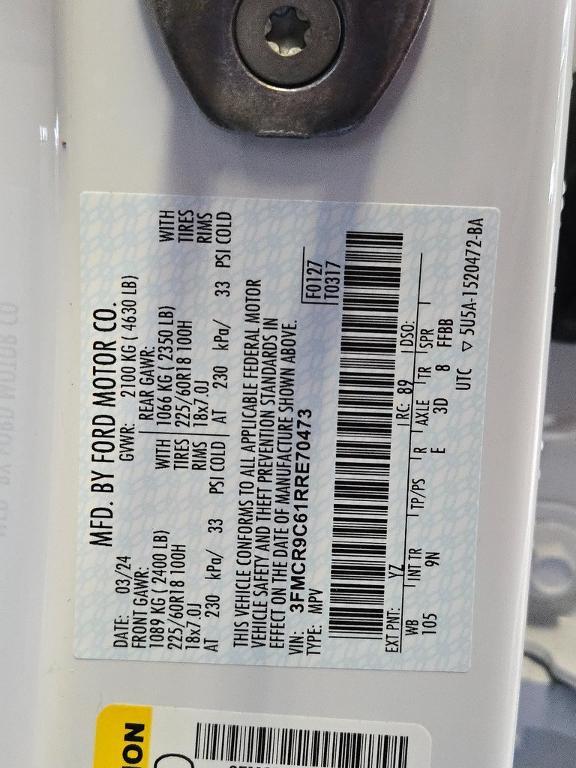 MFD. BY FORD MOTOR CO.
DATE: 03/24 GVWR: 2100 KG ( 4630 LB)
FRONT GAWR: REAR GAWR:
1089 KG ( 2400 LB) WITH 1066 KG ( 2350 LB) WITH
225/60R18 100H TIRES 225/60R18 100H TIRES
18x7.0J RIMS 18x7.0J RIMS
AT 230 kPa/ 33 PSI COLD AT 230 kPa/ 33 PSI COLD
THIS VEHICLE CONFORMS TO ALL APPLICABLE FEDERAL MOTOR
VEHICLE SAFETY AND THEFT PREVENTION STANDARDS IN
EFFECT ON THE DATE OF MANUFACTURE SHOWN ABOVE.
VIN: 3FMCR9C61RRE70473 F0127
TYPE: MPV T0317
EXT PNT: YZ RC: 89 DSO:
WB INT TR TP/PS R AXLE TR SPR
105 9N E 3D 8 FFBB
UTC ▽ 5U5A-1520472-BA
ION